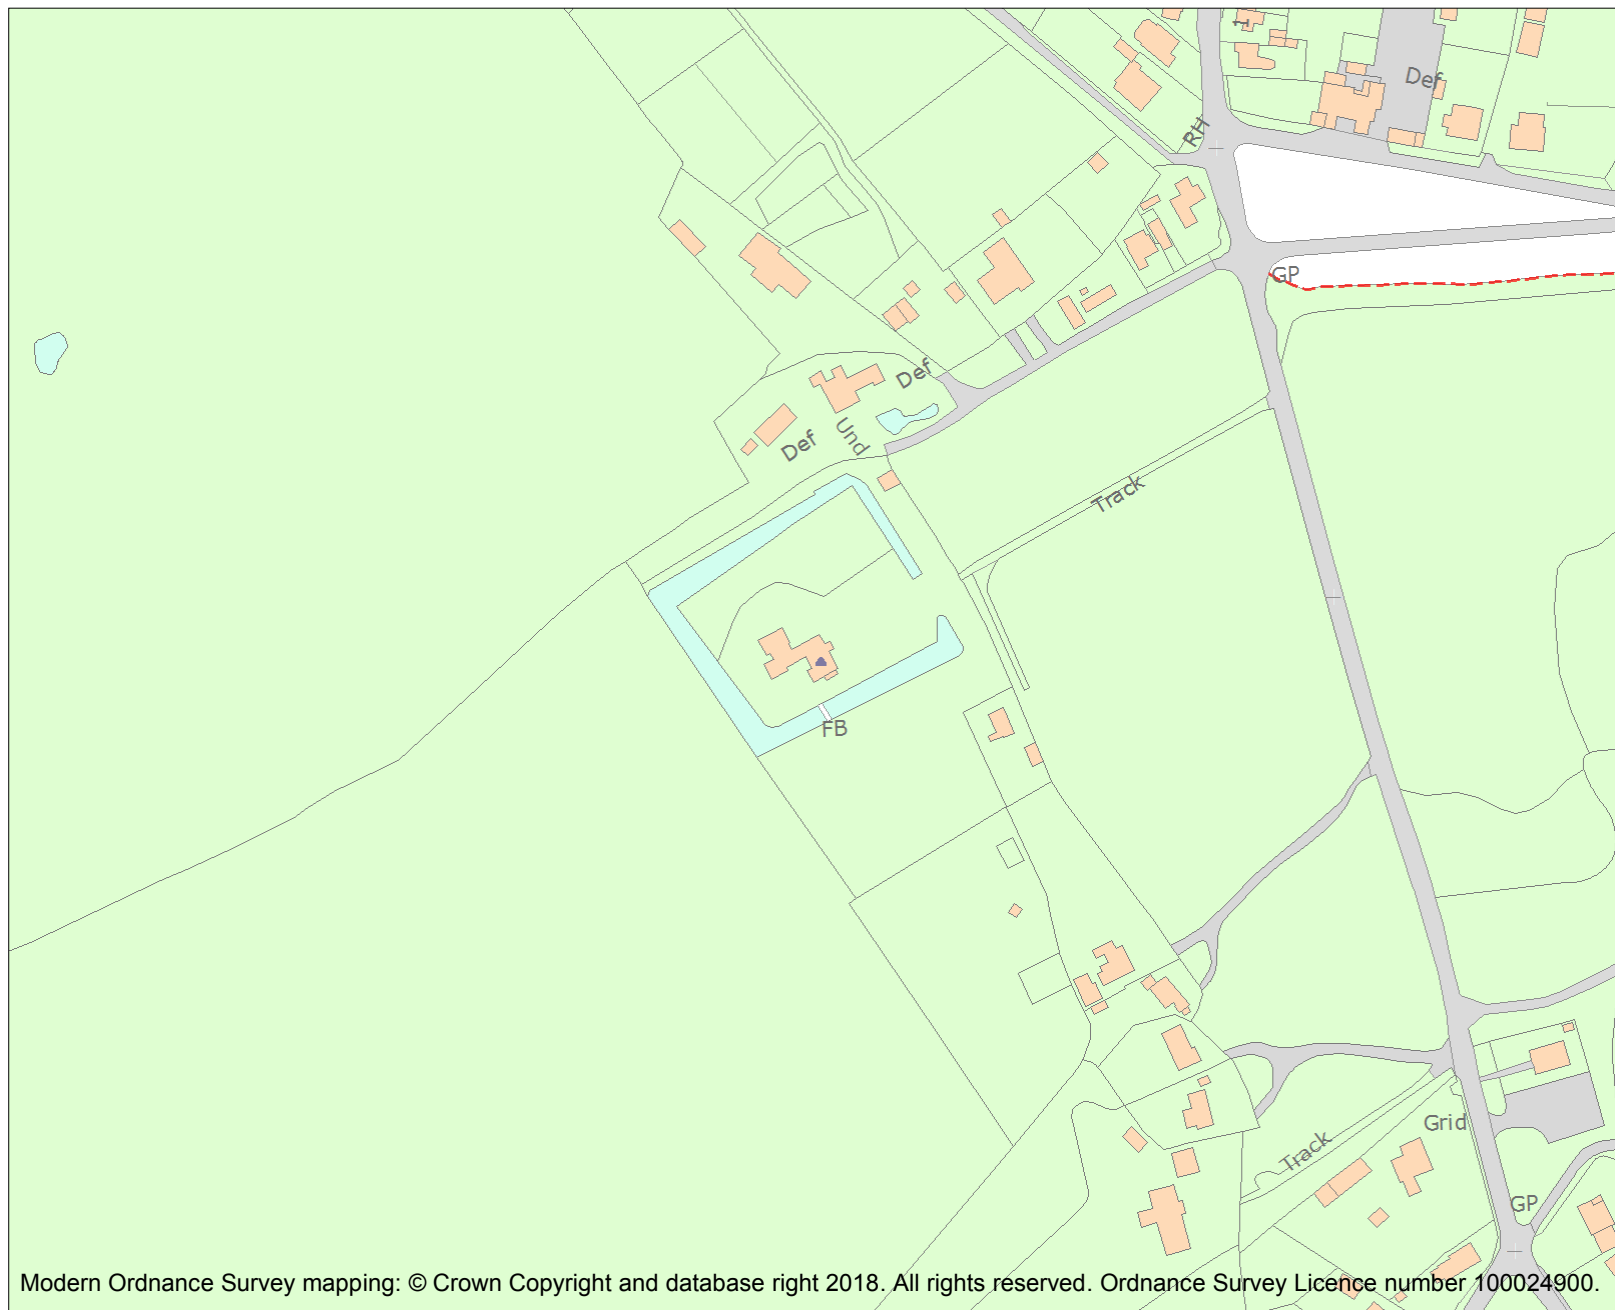 1
Def
RH
GP
Def
Und
Def
Track
FB
Grid
Track
GP
Modern Ordnance Survey mapping: © Crown Copyright and database right 2018. All rights reserved. Ordnance Survey Licence number 100024900.